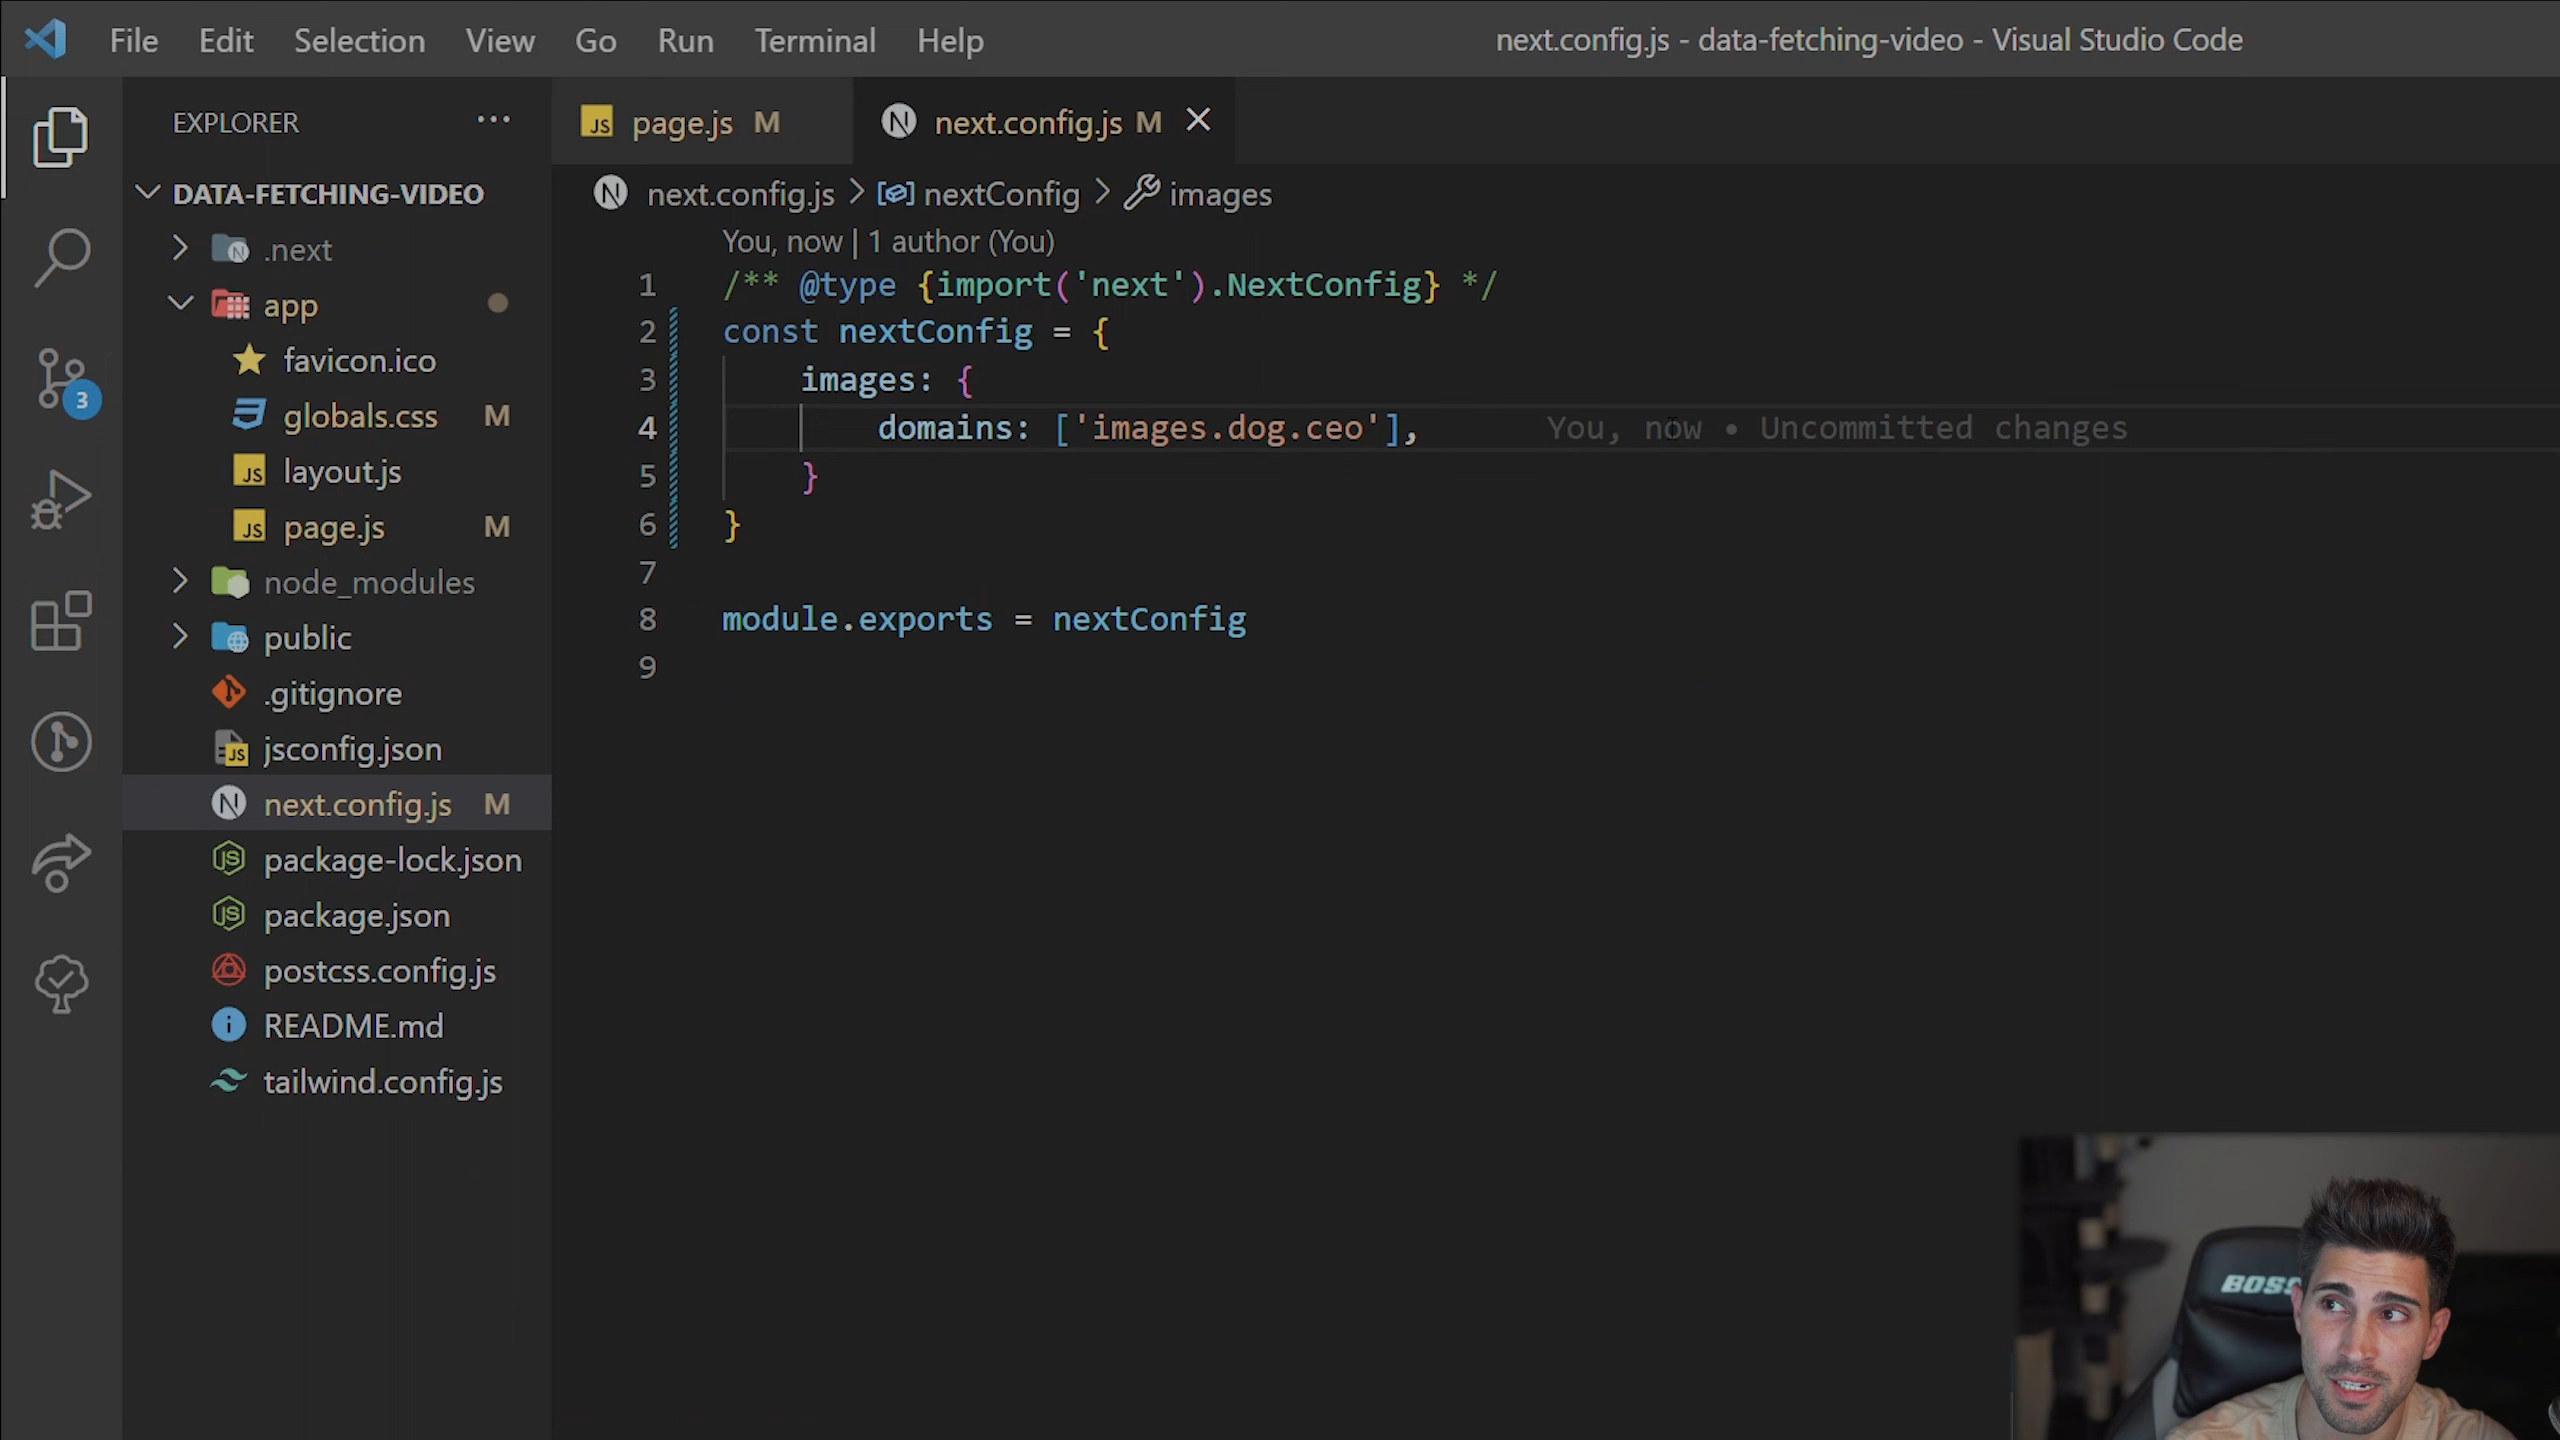 File Edit Selection View Go Run Terminal Help
next.config.js - data-fetching-video - Visual Studio Code
EXPLORER ...
DATA-FETCHING-VIDEO
.next
app
favicon.ico
globals.css M
layout.js
page.js M
node_modules
public
.gitignore
jsconfig.json
next.config.js M
package-lock.json
package.json
postcss.config.js
README.md
tailwind.config.js
3
page.js M
next.config.js M
next.config.js > nextConfig > images
You, now | 1 author (You)
1 /** @type {import('next').NextConfig} */
2 const nextConfig = {
3 images: {
4 domains: ['images.dog.ceo'], You, now • Uncommitted changes
5 }
6 }
7
8 module.exports = nextConfig
9